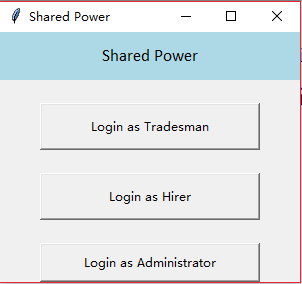 Shared Power
Shared Power
Login as Tradesman
Login as Hirer
Login as Administrator